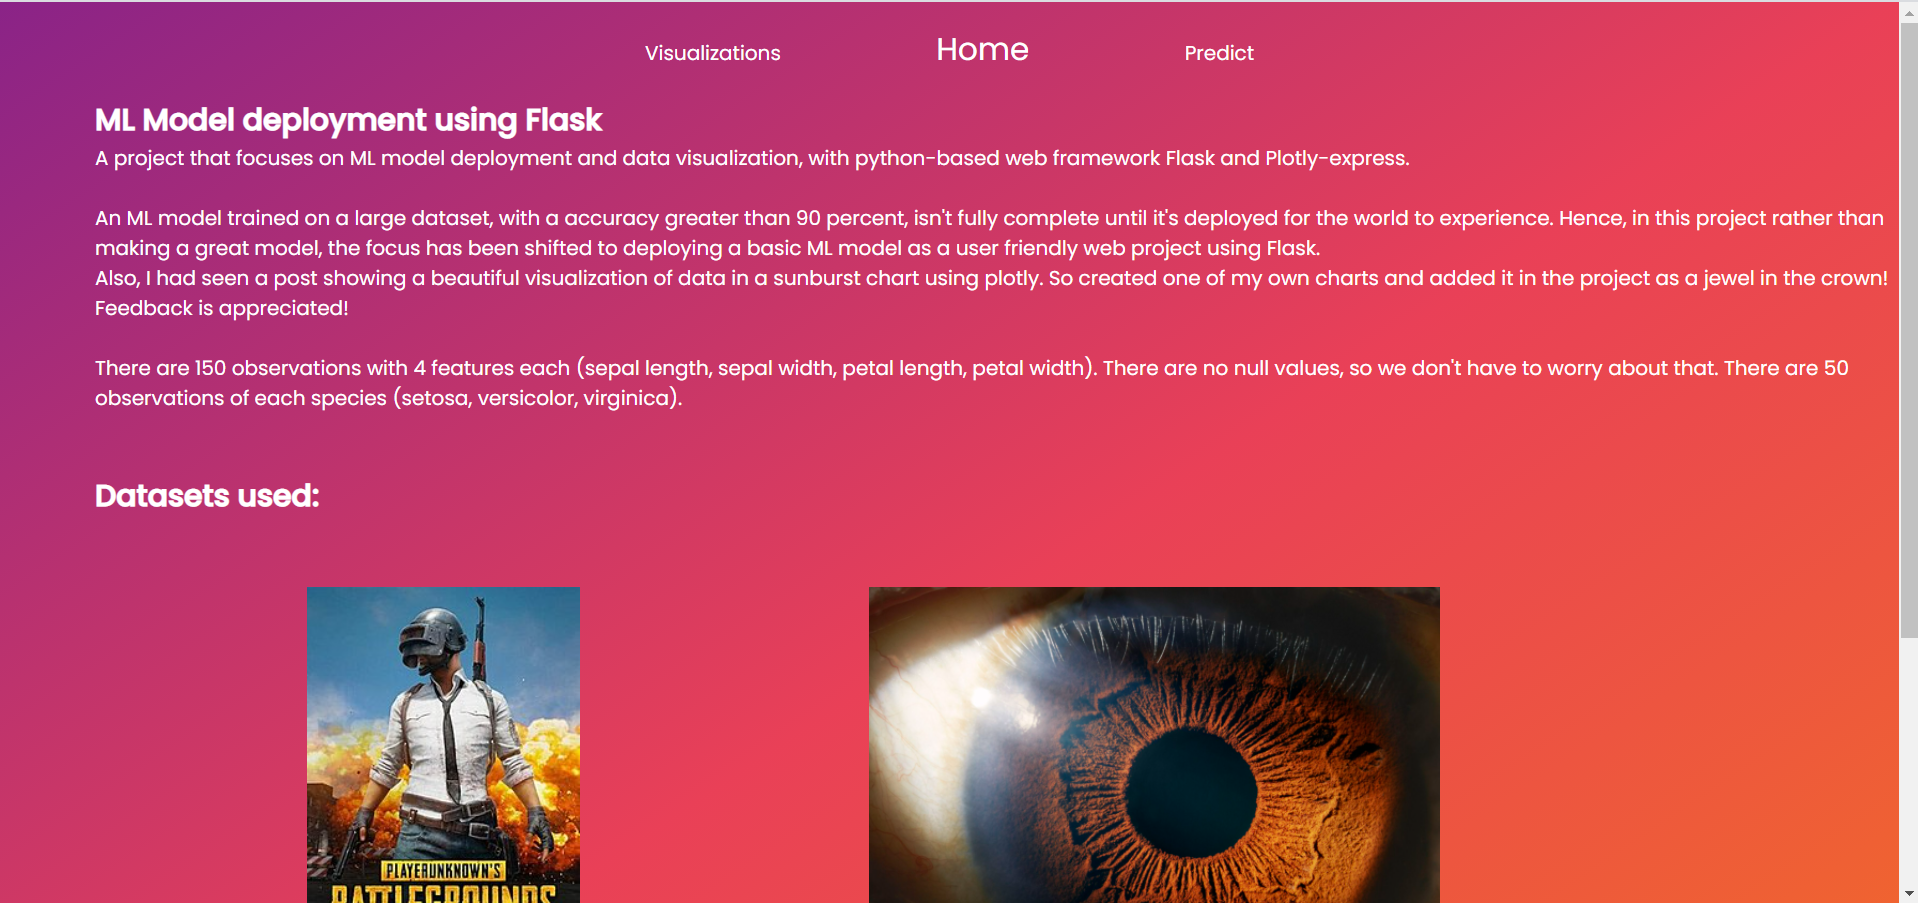 Visualizations Home Predict
ML Model deployment using Flask
A project that focuses on ML model deployment and data visualization, with python-based web framework Flask and Plotly-express.
An ML model trained on a large dataset, with a accuracy greater than 90 percent, isn't fully complete until it's deployed for the world to experience. Hence, in this project rather than
making a great model, the focus has been shifted to deploying a basic ML model as a user friendly web project using Flask.
Also, I had seen a post showing a beautiful visualization of data in a sunburst chart using plotly. So created one of my own charts and added it in the project as a jewel in the crown!
Feedback is appreciated!
There are 150 observations with 4 features each (sepal length, sepal width, petal length, petal width). There are no null values, so we don't have to worry about that. There are 50
observations of each species (setosa, versicolor, virginica).
Datasets used:
PLAYERUNKNOWN'S
BATTLEGROUNDS